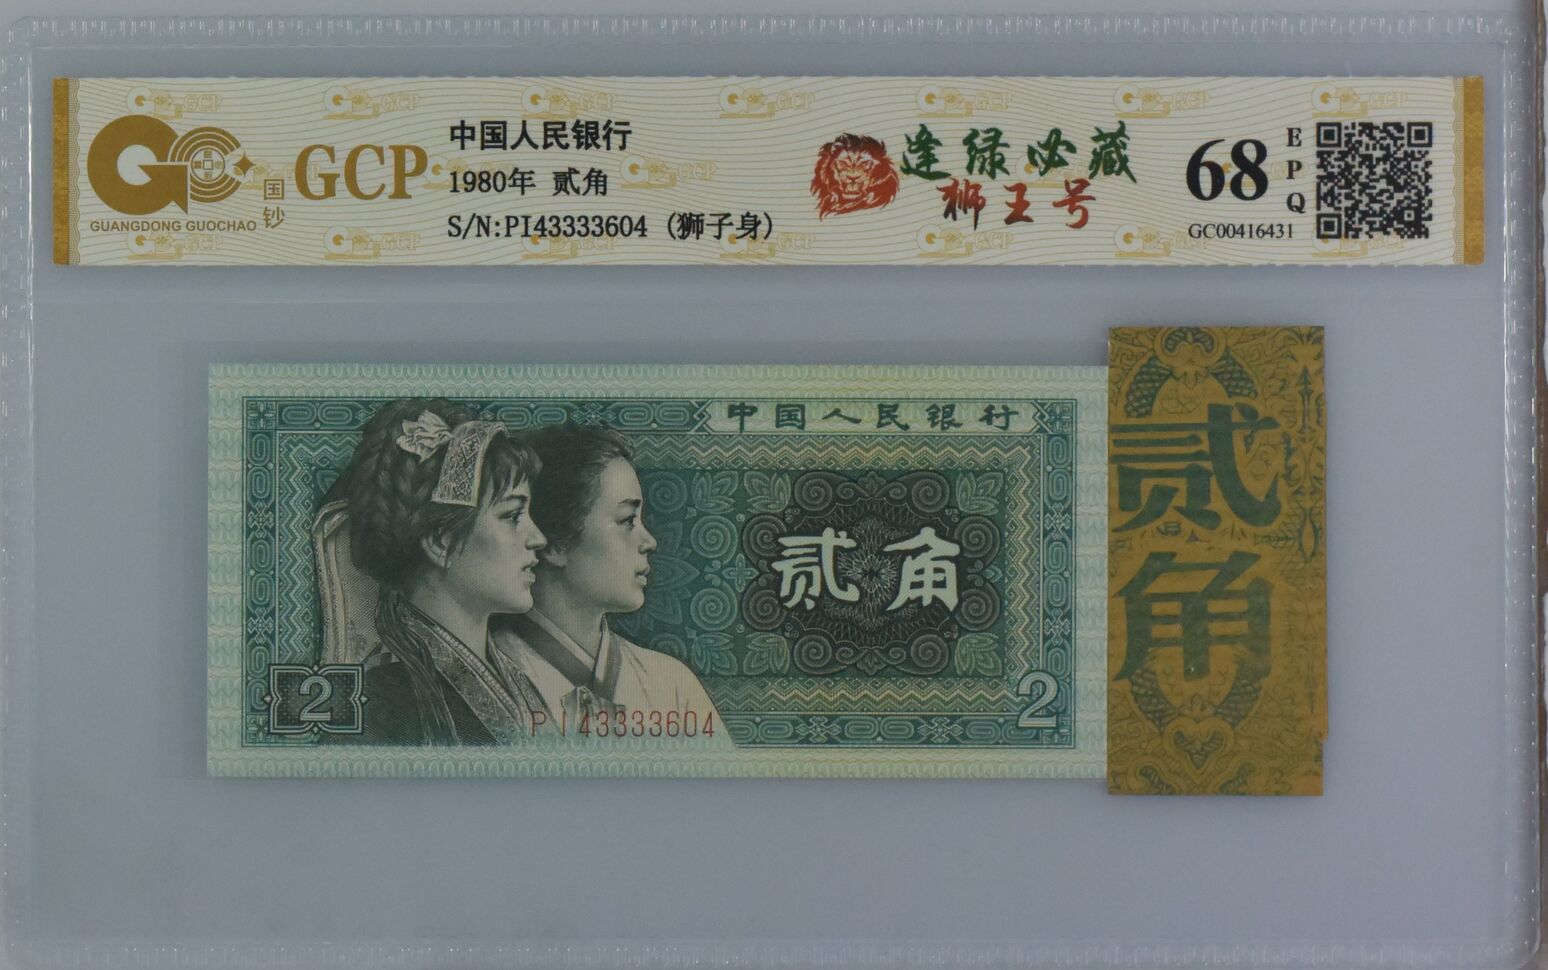 GCP
GUANGDONG GUOCHAO
国钞
GCP
中国人民银行
1980年 贰角
S/N:PI43333604 (狮子身)
逢绿必藏
狮王号
68
EPQ
GC00416431
中国人民银行
贰角
2
2
PI43333604
贰角